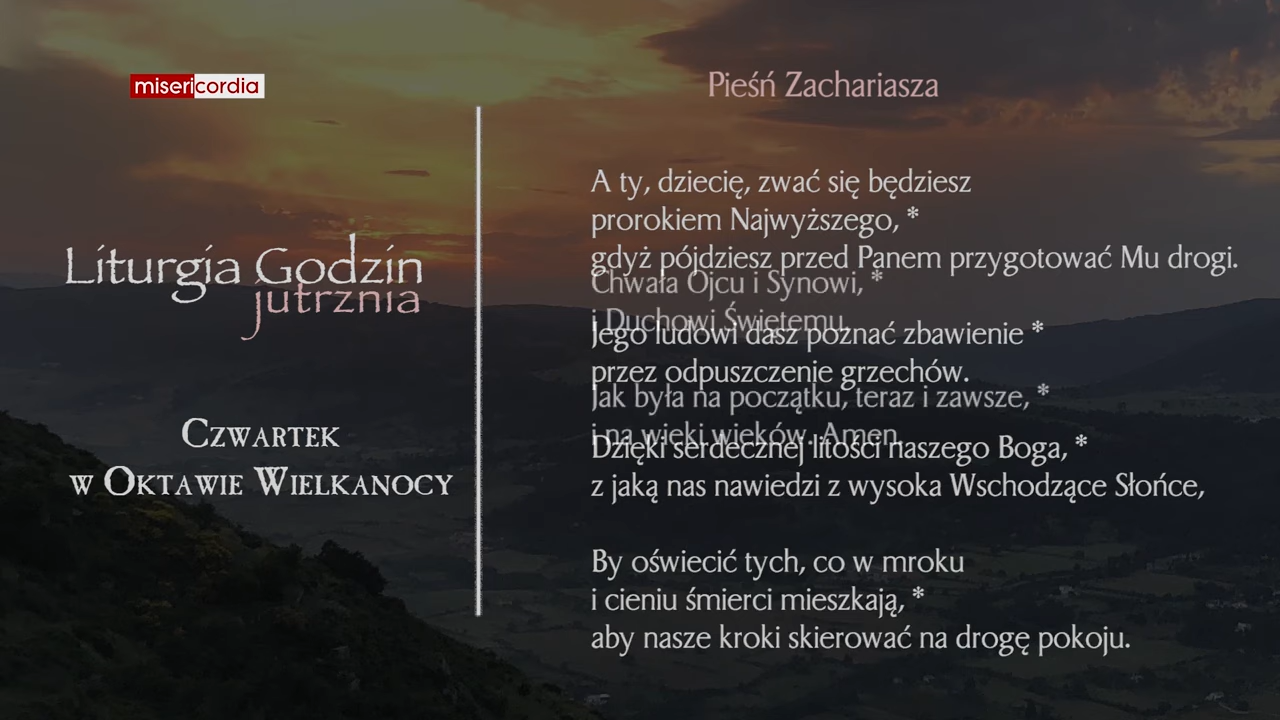 misericordia
Pieśń Zachariasza
Liturgia Godzin
jutrznia
Czwartek
w Oktawie Wielkanocy
A ty, dziecię, zwać się będziesz
prorokiem Najwyższego, *
gdyż pójdziesz przed Panem przygotować Mu drogi.
Chwała Ojcu i Synowi, *
i Duchowi Świętemu.
Jego ludowi dasz poznać zbawienie *
przez odpuszczenie grzechów.
Jak była na początku, teraz i zawsze, *
i na wieki wieków. Amen.
Dzięki serdecznej litości naszego Boga, *
z jaką nas nawiedzi z wysoka Wschodzące Słońce,
By oświecić tych, co w mroku
i cieniu śmierci mieszkają, *
aby nasze kroki skierować na drogę pokoju.